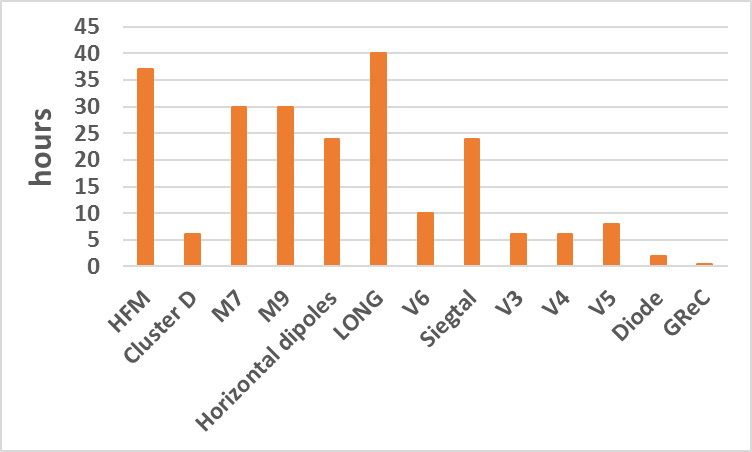 45
40
35
30
25
20
15
10
5
0
hours
HFM
Cluster D
M7
M9
Horizontal dipoles
LONG
V6
Siegtal
V3
V4
V5
Diode
GReC